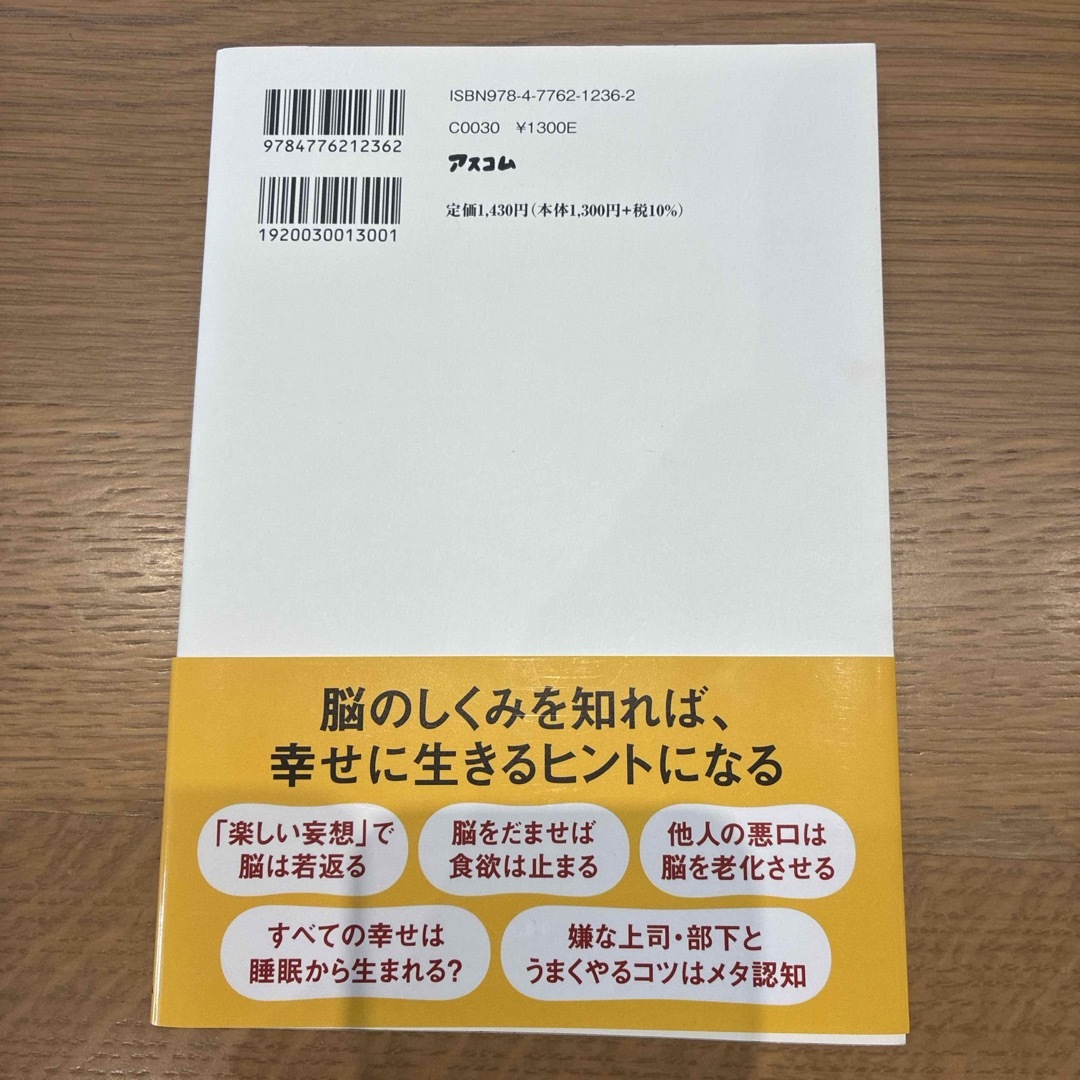 ISBN978-4-7762-1236-2
9784776212362
C0030 ¥1300E
アスコム
1920030013001
定価1,430円(本体1,300円+税10%)
脳のしくみを知れば、
幸せに生きるヒントになる
「楽しい妄想」で
脳は若返る
脳をだませば
食欲は止まる
他人の悪口は
脳を老化させる
すべての幸せは
睡眠から生まれる?
嫌な上司・部下と
うまくやるコツはメタ認知